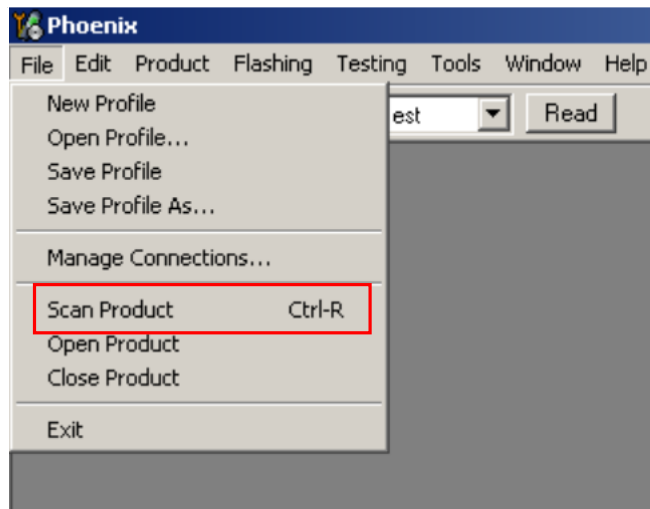 Phoenix
File Edit Product Flashing Testing Tools Window Help
est Read
New Profile
Open Profile...
Save Profile
Save Profile As...
Manage Connections...
Scan Product Ctrl-R
Open Product
Close Product
Exit